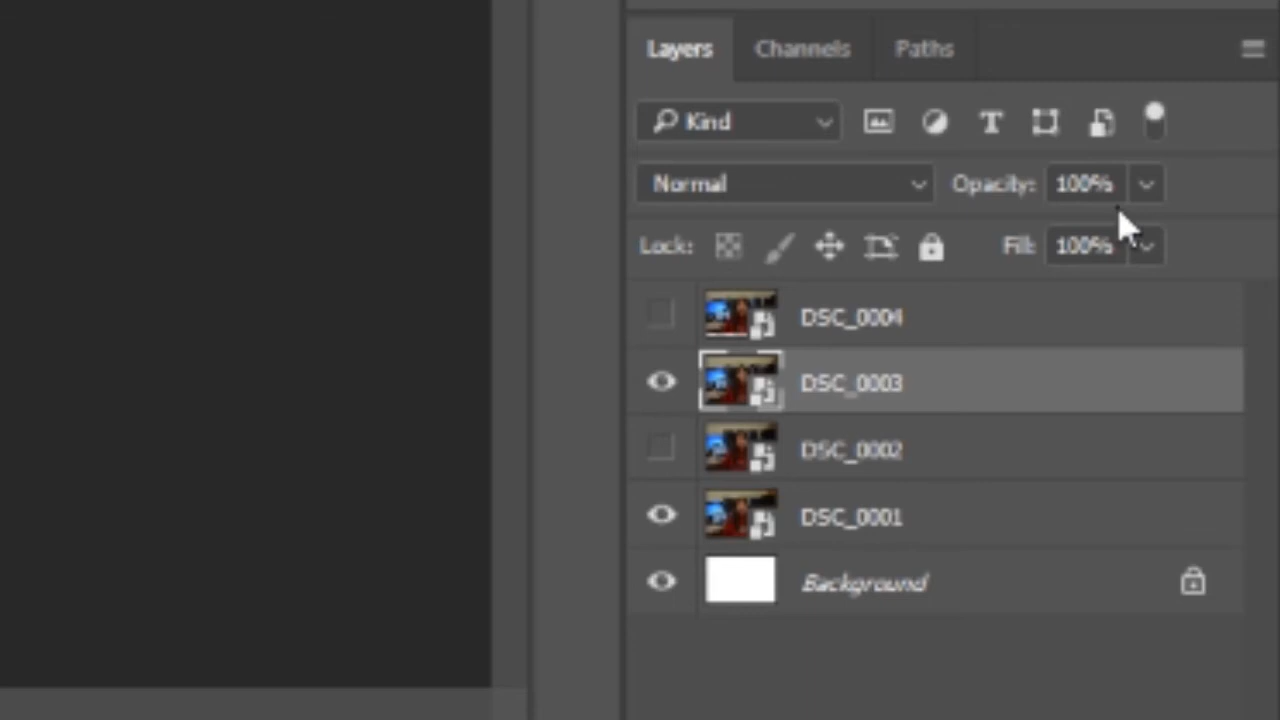 Layers Channels Paths
Kind
Normal Opacity: 100%
Lock: Fill: 100%
DSC_0004
DSC_0003
DSC_0002
DSC_0001
Background